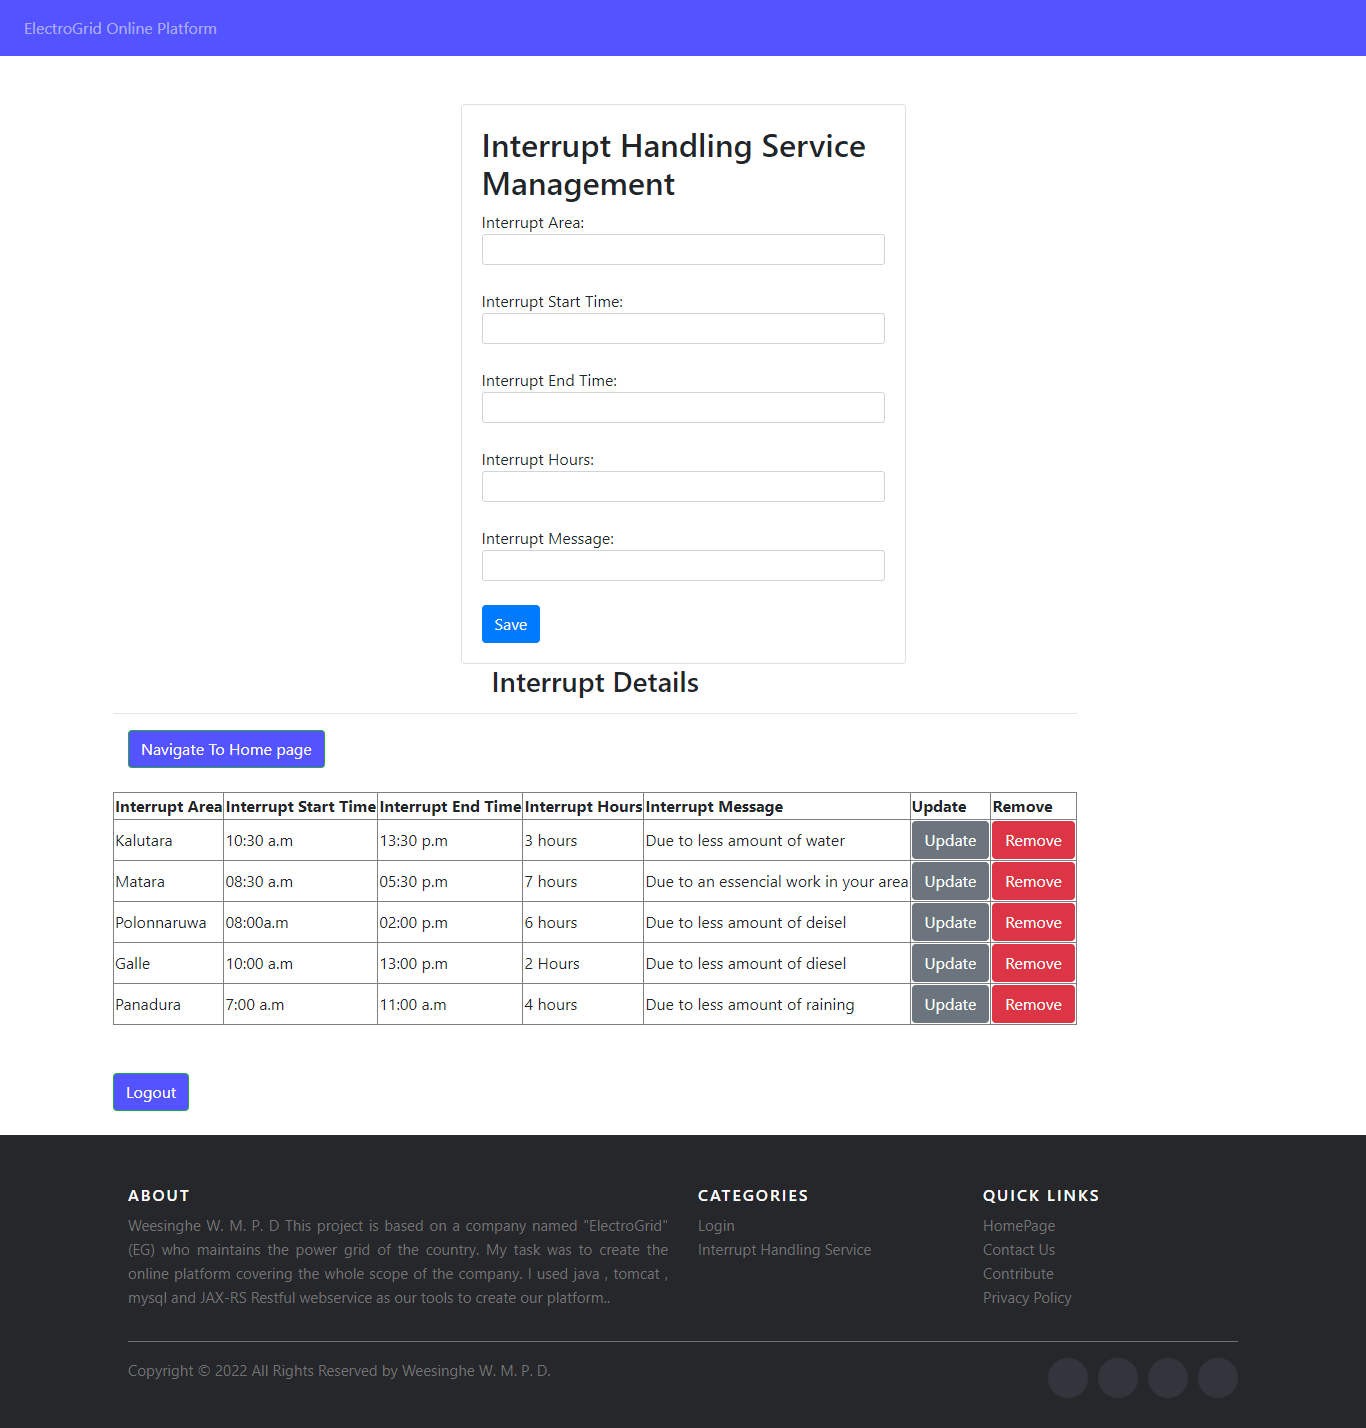 ElectroGrid Online Platform
Interrupt Handling Service
Management
Interrupt Area:
Interrupt Start Time:
Interrupt End Time:
Interrupt Hours:
Interrupt Message:
Save
Interrupt Details
Navigate To Home page
Interrupt Area Interrupt Start Time Interrupt End Time Interrupt Hours Interrupt Message Update Remove
Kalutara 10:30 a.m 13:30 p.m 3 hours Due to less amount of water Update Remove
Matara 08:30 a.m 05:30 p.m 7 hours Due to an essencial work in your area Update Remove
Polonnaruwa 08:00a.m 02:00 p.m 6 hours Due to less amount of deisel Update Remove
Galle 10:00 a.m 13:00 p.m 2 Hours Due to less amount of diesel Update Remove
Panadura 7:00 a.m 11:00 a.m 4 hours Due to less amount of raining Update Remove
Logout
ABOUT
Weesinghe W. M. P. D This project is based on a company named "ElectroGrid"
(EG) who maintains the power grid of the country. My task was to create the
online platform covering the whole scope of the company. I used java , tomcat ,
mysql and JAX-RS Restful webservice as our tools to create our platform..
CATEGORIES
Login
Interrupt Handling Service
QUICK LINKS
HomePage
Contact Us
Contribute
Privacy Policy
Copyright © 2022 All Rights Reserved by Weesinghe W. M. P. D.